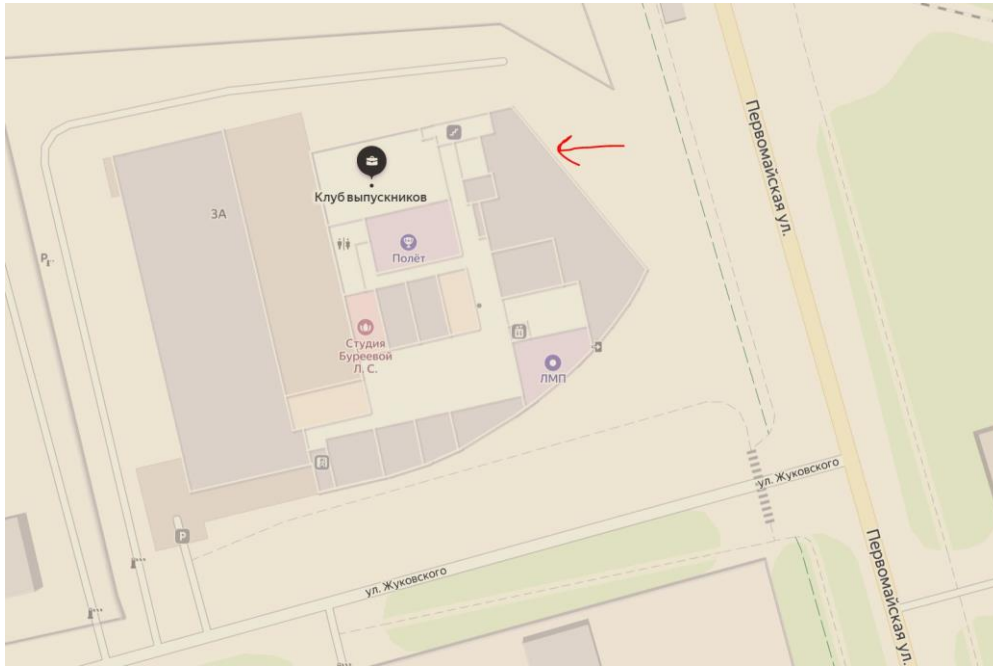 Первомайская ул.
Клуб выпускников
3А
Полёт
P
Студия
Буреевой
Л. С.
ЛМП
ул. Жуковского
P
Первомайская ул.
ул. Жуковского